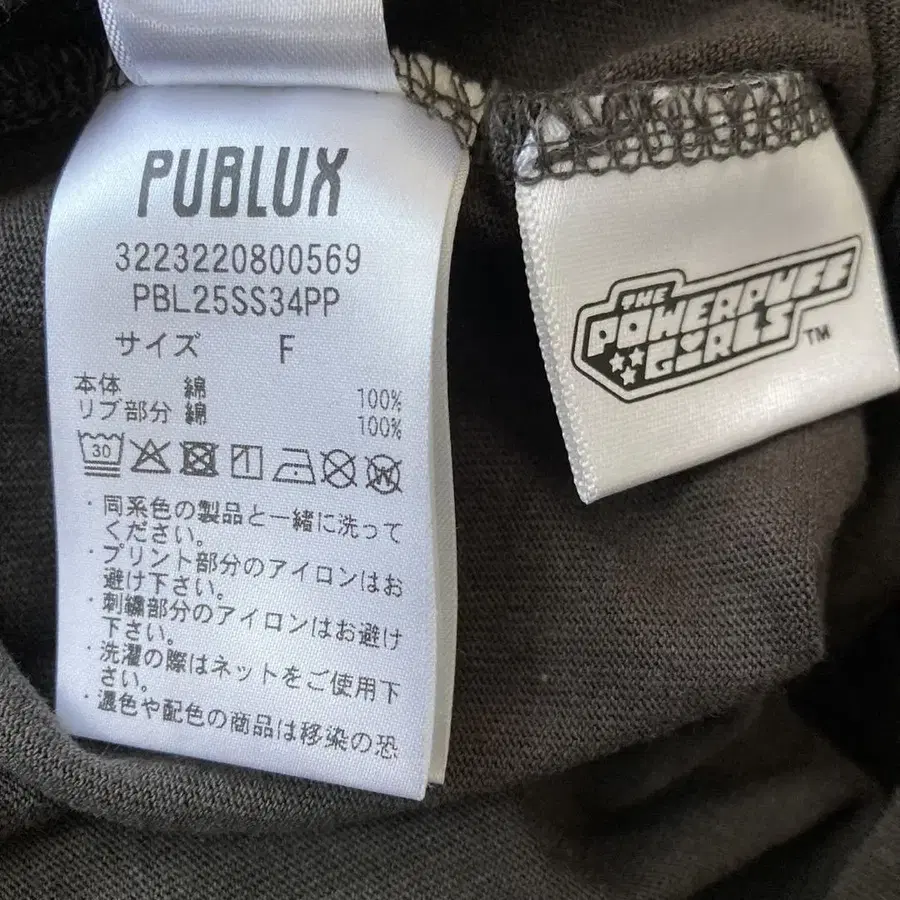 PUBLUX
3223220800569
PBL25SS34PP
サイズ F
本体 綿 100%
リブ部分 綿 100%
30
・同系色の製品と一緒に洗って
ください。
・プリント部分のアイロンはお
避け下さい。
・刺繍部分のアイロンはお避け
下さい。
・洗濯の際はネットをご使用下
さい。
・濃色や配色の商品は移染の恐
THE
POWERPUFF
GIRLS TM